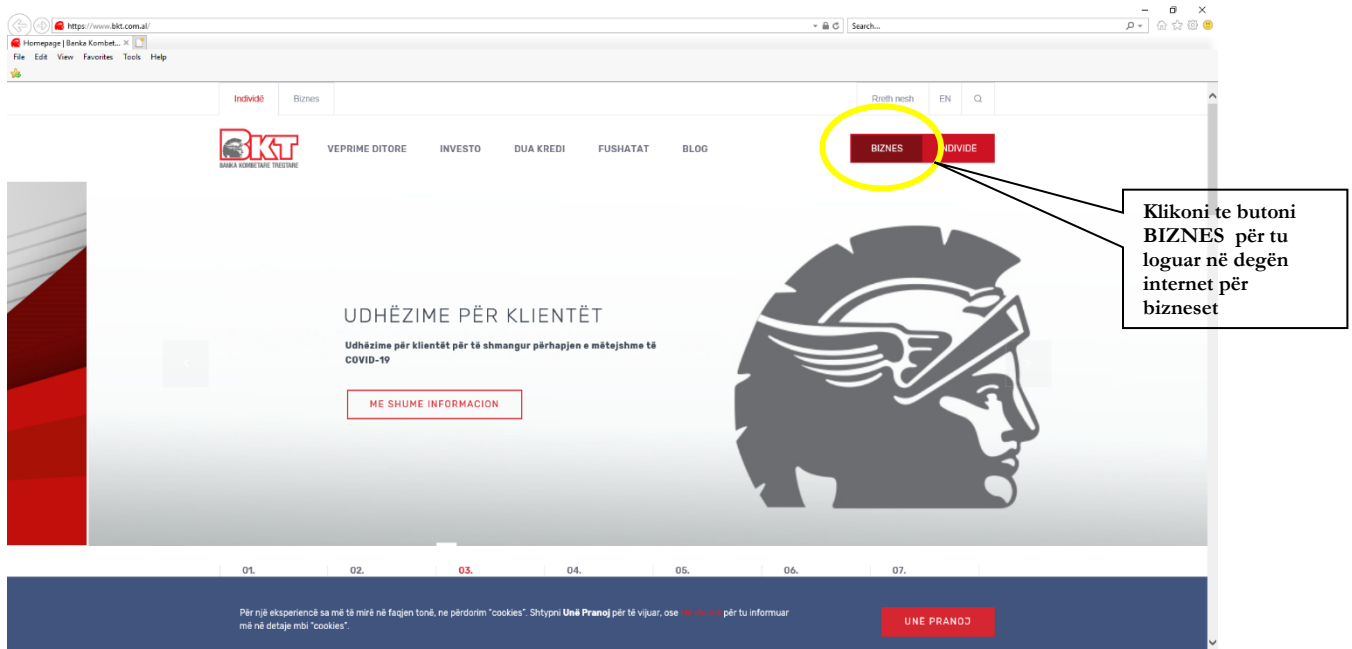 https://www.bkt.com.al/
Search...
Homepage | Banka Kombet...
File Edit View Favorites Tools Help
Individë Biznes
Rreth nesh EN
BKT
BANKA KOMBETARE TREGTARE
VEPRIME DITORE INVESTO DUA KREDI FUSHATAT BLOG
BIZNES INDIVIDE
Klikoni te butoni
BIZNES për tu
loguar në degën
internet për
bizneset
UDHËZIME PËR KLIENTËT
Udhëzime për klientët për të shmangur përhapjen e mëtejshme të
COVID-19
ME SHUME INFORMACION
01. 02. 03. 04. 05. 06. 07.
Për një eksperiencë sa më të mirë në faqjen tonë, ne përdorim "cookies". Shtypni Unë Pranoj për të vijuar, ose për tu informuar
më në detaje mbi "cookies".
UNE PRANOJ